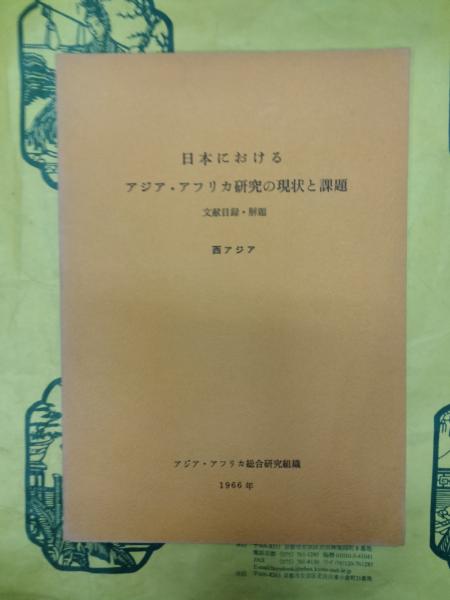 日本における
アジア・アフリカ研究の現状と課題
文献目録・解題
西アジア
アジア・アフリカ総合研究組織
1966年
FAX